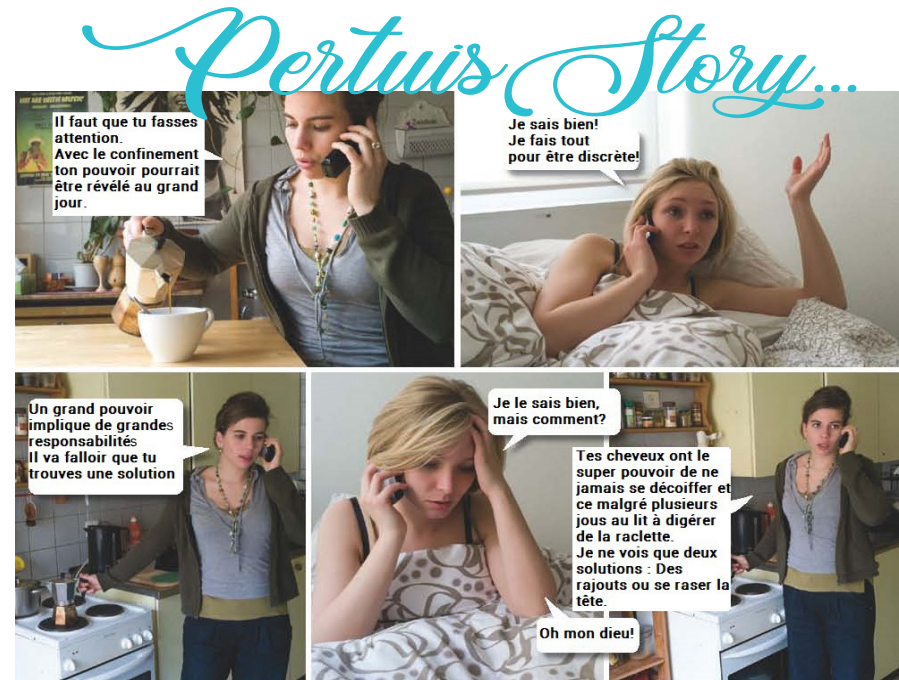 Pertuis Story...
Il faut que tu fasses
attention.
Avec le confinement
ton pouvoir pourrait
être révélé au grand
jour.
Je sais bien!
Je fais tout
pour être discrète!
Un grand pouvoir
implique de grandes
responsabilités
Il va falloir que tu
trouves une solution
Je le sais bien,
mais comment?
Tes cheveux ont le
super pouvoir de ne
jamais se décoiffer et
ce malgré plusieurs
jous au lit à digérer
de la raclette.
Je ne vois que deux
solutions : Des
rajouts ou se raser la
tête.
Oh mon dieu!